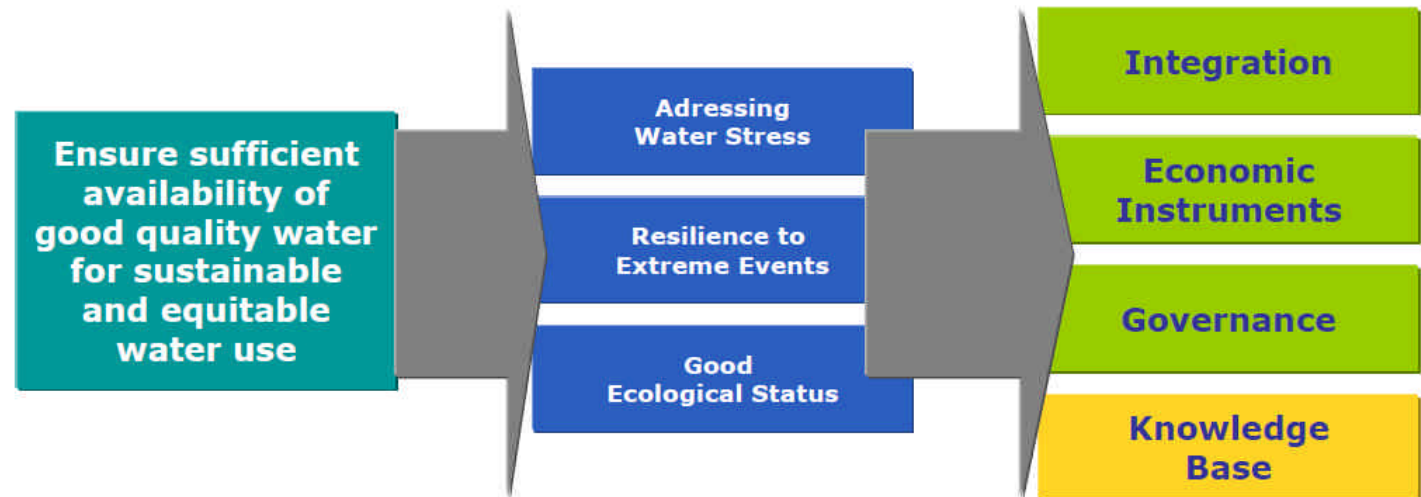 Ensure sufficient
availability of
good quality water
for sustainable
and equitable
water use
Adressing
Water Stress
Resilience to
Extreme Events
Good
Ecological Status
Integration
Economic
Instruments
Governance
Knowledge
Base